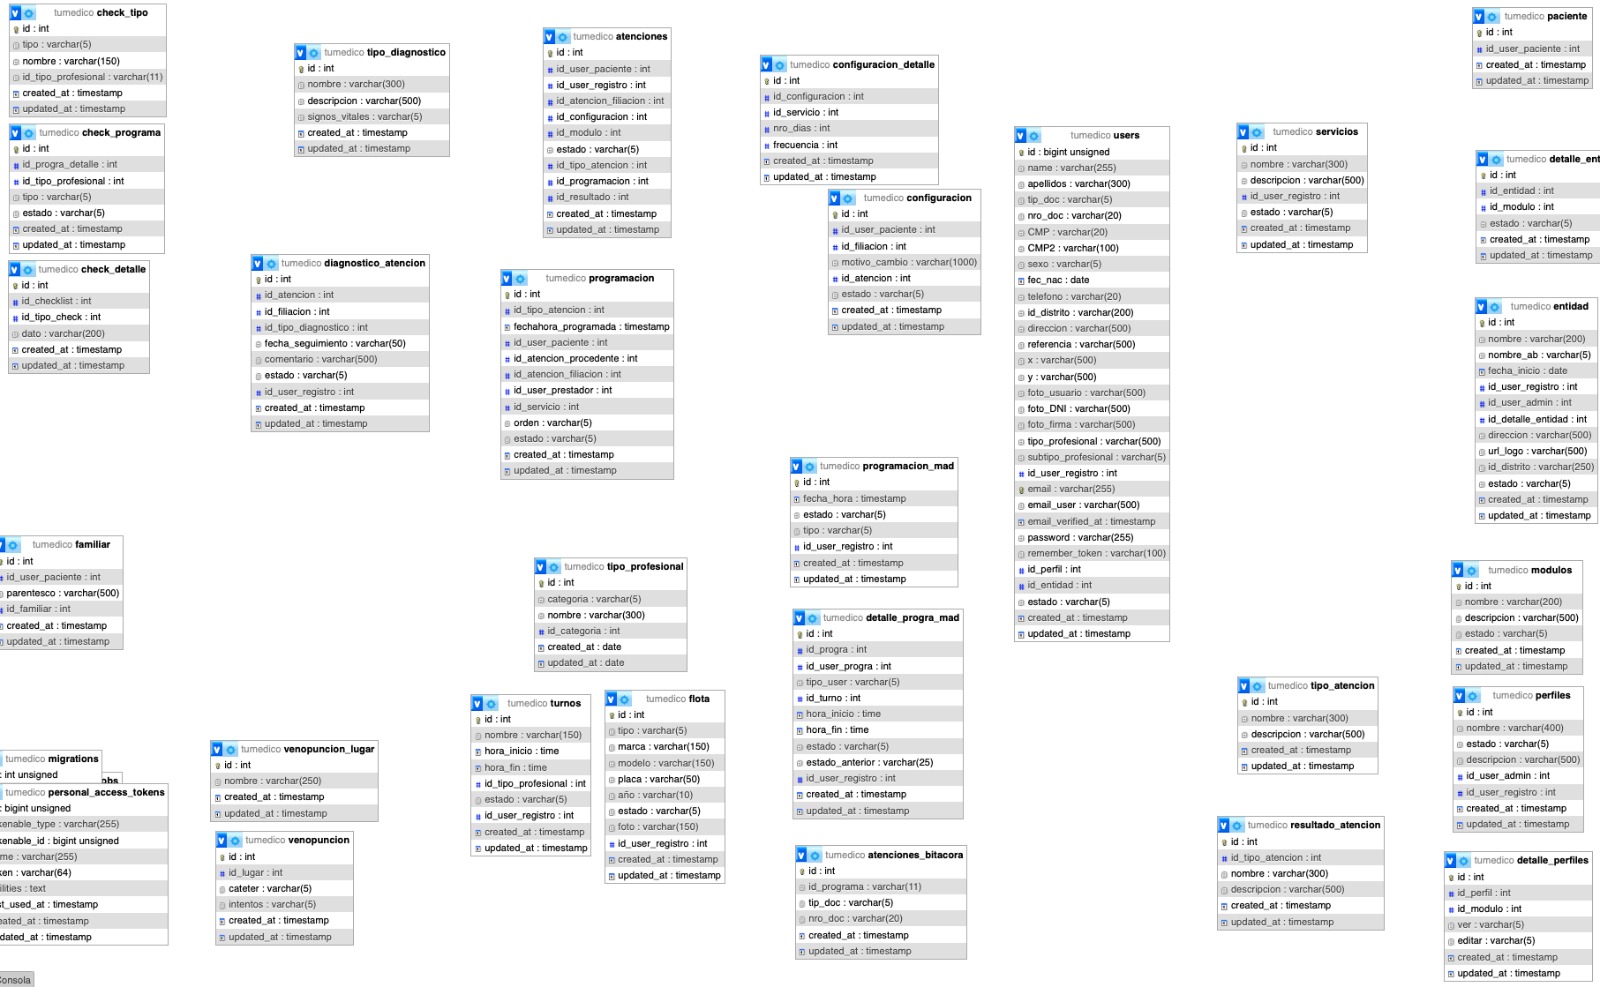 tumedico check_tipo
id : int
tipo : varchar(5)
nombre : varchar(150)
id_tipo_profesional : varchar(11)
created_at : timestamp
updated_at : timestamp
tumedico check_programa
id : int
id_progra_detalle : int
id_tipo_profesional : int
tipo : varchar(5)
estado : varchar(5)
created_at : timestamp
updated_at : timestamp
tumedico check_detalle
id : int
id_checklist : int
id_tipo_check : int
dato : varchar(200)
created_at : timestamp
updated_at : timestamp
tumedico familiar
id : int
id_user_paciente : int
parentesco : varchar(500)
id_familiar : int
created_at : timestamp
updated_at : timestamp
tumedico migrations
: int unsigned
obs
tumedico personal_access_tokens
: bigint unsigned
kenable_type : varchar(255)
kenable_id : bigint unsigned
me : varchar(255)
ken : varchar(64)
ilities : text
st_used_at : timestamp
eated_at : timestamp
dated_at : timestamp
Consola
tumedico tipo_diagnostico
id : int
nombre : varchar(300)
descripcion : varchar(500)
signos_vitales : varchar(5)
created_at : timestamp
updated_at : timestamp
tumedico diagnostico_atencion
id : int
id_atencion : int
id_filiacion : int
id_tipo_diagnostico : int
fecha_seguimiento : varchar(50)
comentario : varchar(500)
estado : varchar(5)
id_user_registro : int
created_at : timestamp
updated_at : timestamp
tumedico venopuncion_lugar
id : int
nombre : varchar(250)
created_at : timestamp
updated_at : timestamp
tumedico venopuncion
id : int
id_lugar : int
cateter : varchar(5)
intentos : varchar(5)
created_at : timestamp
updated_at : timestamp
tumedico atenciones
id : int
id_user_paciente : int
id_user_registro : int
id_atencion_filiacion : int
id_configuracion : int
id_modulo : int
estado : varchar(5)
id_tipo_atencion : int
id_programacion : int
id_resultado : int
created_at : timestamp
updated_at : timestamp
tumedico programacion
id : int
id_tipo_atencion : int
fechahora_programada : timestamp
id_user_paciente : int
id_atencion_procedente : int
id_atencion_filiacion : int
id_user_prestador : int
id_servicio : int
orden : varchar(5)
estado : varchar(5)
created_at : timestamp
updated_at : timestamp
tumedico tipo_profesional
id : int
categoria : varchar(5)
nombre : varchar(300)
id_categoria : int
created_at : date
updated_at : date
tumedico turnos
id : int
nombre : varchar(150)
hora_inicio : time
hora_fin : time
id_tipo_profesional : int
estado : varchar(5)
id_user_registro : int
created_at : timestamp
updated_at : timestamp
tumedico flota
id : int
tipo : varchar(5)
marca : varchar(150)
modelo : varchar(150)
placa : varchar(50)
año : varchar(10)
estado : varchar(5)
foto : varchar(150)
id_user_registro : int
created_at : timestamp
updated_at : timestamp
tumedico configuracion_detalle
id : int
id_configuracion : int
id_servicio : int
nro_dias : int
frecuencia : int
created_at : timestamp
updated_at : timestamp
tumedico configuracion
id : int
id_user_paciente : int
id_filiacion : int
motivo_cambio : varchar(1000)
id_atencion : int
estado : varchar(5)
created_at : timestamp
updated_at : timestamp
tumedico programacion_mad
id : int
fecha_hora : timestamp
estado : varchar(5)
tipo : varchar(5)
id_user_registro : int
created_at : timestamp
updated_at : timestamp
tumedico detalle_progra_mad
id : int
id_progra : int
id_user_progra : int
tipo_user : varchar(5)
id_turno : int
hora_inicio : time
hora_fin : time
estado : varchar(5)
estado_anterior : varchar(25)
id_user_registro : int
created_at : timestamp
updated_at : timestamp
tumedico atenciones_bitacora
id : int
id_programa : varchar(11)
tip_doc : varchar(5)
nro_doc : varchar(20)
created_at : timestamp
updated_at : timestamp
tumedico users
id : bigint unsigned
name : varchar(255)
apellidos : varchar(300)
tip_doc : varchar(5)
nro_doc : varchar(20)
CMP : varchar(20)
CMP2 : varchar(100)
sexo : varchar(5)
fec_nac : date
telefono : varchar(20)
id_distrito : varchar(200)
direccion : varchar(500)
referencia : varchar(500)
x : varchar(500)
y : varchar(500)
foto_usuario : varchar(500)
foto_DNI : varchar(500)
foto_firma : varchar(500)
tipo_profesional : varchar(500)
subtipo_profesional : varchar(5)
id_user_registro : int
email : varchar(255)
email_user : varchar(500)
email_verified_at : timestamp
password : varchar(255)
remember_token : varchar(100)
id_perfil : int
id_entidad : int
estado : varchar(5)
created_at : timestamp
updated_at : timestamp
tumedico servicios
id : int
nombre : varchar(300)
descripcion : varchar(500)
id_user_registro : int
estado : varchar(5)
created_at : timestamp
updated_at : timestamp
tumedico tipo_atencion
id : int
nombre : varchar(300)
descripcion : varchar(500)
created_at : timestamp
updated_at : timestamp
tumedico resultado_atencion
id : int
id_tipo_atencion : int
nombre : varchar(300)
descripcion : varchar(500)
created_at : timestamp
updated_at : timestamp
tumedico paciente
id : int
id_user_paciente : int
created_at : timestamp
updated_at : timestamp
tumedico detalle_ent
id : int
id_entidad : int
id_modulo : int
estado : varchar(5)
created_at : timestamp
updated_at : timestamp
tumedico entidad
id : int
nombre : varchar(200)
nombre_ab : varchar(5)
fecha_inicio : date
id_user_registro : int
id_user_admin : int
id_detalle_entidad : int
direccion : varchar(500)
url_logo : varchar(500)
id_distrito : varchar(250)
estado : varchar(5)
created_at : timestamp
updated_at : timestamp
tumedico modulos
id : int
nombre : varchar(200)
descripcion : varchar(500)
estado : varchar(5)
created_at : timestamp
updated_at : timestamp
tumedico perfiles
id : int
nombre : varchar(400)
estado : varchar(5)
descripcion : varchar(500)
id_user_admin : int
id_user_registro : int
created_at : timestamp
updated_at : timestamp
tumedico detalle_perfiles
id : int
id_perfil : int
id_modulo : int
ver : varchar(5)
editar : varchar(5)
created_at : timestamp
updated_at : timestamp